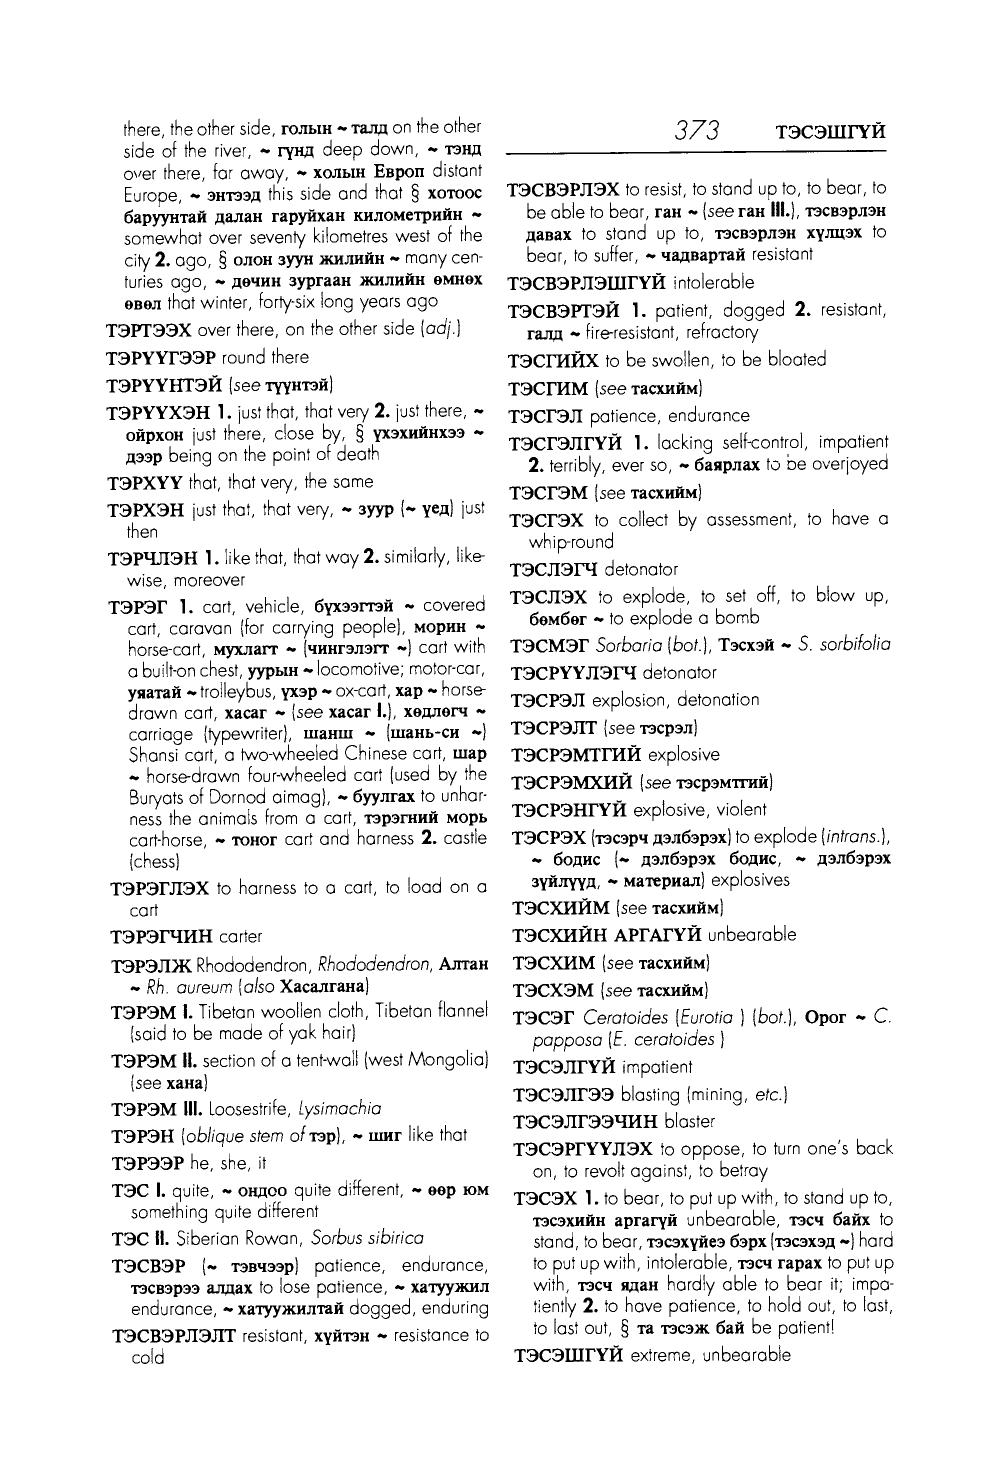 there, the other side, голын ~ талд on the other
side of the river, ~ гүнд deep down, ~ тэнд
over there, far away, ~ холын Европ distant
Europe, ~ энтээд this side and that § хотоос
баруунтай далан гаруйхан километрийн ~
somewhat over seventy kilometres west of the
city 2. ago, § олон зуун жилийн ~ many cen-
turies ago, ~ дөчин зургаан жилийн өмнөх
өвөл that winter, forty-six long years ago
ТЭРТЭЭХ over there, on the other side (adj.)
ТЭРҮҮГЭЭР round there
ТЭРҮҮНТЭЙ (see түүнтэй)
ТЭРҮҮХЭН 1. just that, that very 2. just there, ~
ойрхон just there, close by, § үхэхийнхээ ~
дээр being on the point of death
ТЭРХҮҮ that, that very, the same
ТЭРХЭН just that, that very, ~ зуур (~ үед) just
then
ТЭРЧЛЭН 1. like that, that way 2. similarly, like-
wise, moreover
ТЭРЭГ 1. cart, vehicle, бүхээгтэй ~ covered
cart, caravan (for carrying people), морин ~
horse-cart, мухлагт ~ (чингэлэгт ~) cart with
a built-on chest, уурын ~ locomotive; motor-car,
уяатай ~ trolleybus, үхэр ~ ox-cart, хар ~ horse-
drawn cart, хасаг ~ (see хасаг I.), хөдлөгч ~
carriage (typewriter), шанш ~ (шань-си ~)
Shansi cart, a two-wheeled Chinese cart, шар
~ horse-drawn four-wheeled cart (used by the
Buryats of Dornod aimag), ~ буулгах to unhar-
ness the animals from a cart, тэрэгний морь
cart-horse, ~ тоног cart and harness 2. castle
(chess)
ТЭРЭГЛЭХ to harness to a cart, to load on a
cart
ТЭРЭГЧИН carter
ТЭРЭЛЖ Rhododendron, Rhododendron, Алтан
~ Rh. aureum (also Хасалгана)
ТЭРЭМ I. Tibetan woollen cloth, Tibetan flannel
(said to be made of yak hair)
ТЭРЭМ II. section of a tent-wall (west Mongolia)
(see хана)
ТЭРЭМ III. Loosestrife, Lysimachia
ТЭРЭН (oblique stem of тэр), ~ шиг like that
ТЭРЭЭР he, she, it
ТЭС I. quite, ~ ондоо quite different, ~ өөр юм
something quite different
ТЭС II. Siberian Rowan, Sorbus sibirica
ТЭСВЭР (~ тэвчээр) patience, endurance,
тэсвэрээ алдах to lose patience, ~ хатуужил
endurance, ~ хатуужилтай dogged, enduring
ТЭСВЭРЛЭЛТ resistant, хүйтэн ~ resistance to
cold
373 ТЭСЭШГҮЙ
ТЭСВЭРЛЭХ to resist, to stand up to, to bear, to
be able to bear, ган ~ (see ган III.), тэсвэрлэн
давах to stand up to, тэсвэрлэн хүлцэх to
bear, to suffer, ~ чадвартай resistant
ТЭСВЭРЛЭШГҮЙ intolerable
ТЭСВЭРТЭЙ 1. patient, dogged 2. resistant,
галд ~ fire-resistant, refractory
ТЭСГИЙХ to be swollen, to be bloated
ТЭСГИМ (see тасхийм)
ТЭСГЭЛ patience, endurance
ТЭСГЭЛГҮЙ 1. lacking self-control, impatient
2. terribly, ever so, ~ баярлах to be overjoyed
ТЭСГЭМ (see тасхийм)
ТЭСГЭХ to collect by assessment, to have a
whip-round
ТЭСЛЭГЧ detonator
ТЭСЛЭХ to explode, to set off, to blow up,
бөмбөг ~ to explode a bomb
ТЭСМЭГ Sorbaria (bot.), Тэсхэй ~ S. sorbifolia
ТЭСРҮҮЛЭГЧ detonator
ТЭСРЭЛ explosion, detonation
ТЭСРЭЛТ (see тэсрэл)
ТЭСРЭМТГИЙ explosive
ТЭСРЭМХИЙ (see тэсрэмтгий)
ТЭСРЭНГҮЙ explosive, violent
ТЭСРЭХ (тэсэрч дэлбэрэх) to explode (intrans.),
~ бодис (~ дэлбэрэх бодис, ~ дэлбэрэх
зүйлүүд, ~ материал) explosives
ТЭСХИЙМ (see тасхийм)
ТЭСХИЙН АРГАГҮЙ unbearable
ТЭСХИМ (see тасхийм)
ТЭСХЭМ (see тасхийм)
ТЭСЭГ Ceratoides (Eurotia ) (bot.), Орог ~ C.
papposa (E. ceratoides )
ТЭСЭЛГҮЙ impatient
ТЭСЭЛГЭЭ blasting (mining, etc.)
ТЭСЭЛГЭЭЧИН blaster
ТЭСЭРГҮҮЛЭХ to oppose, to turn one's back
on, to revolt against, to betray
ТЭСЭХ 1. to bear, to put up with, to stand up to,
тэсэхийн аргагүй unbearable, тэсч байх to
stand, to bear, тэсэхүйеэ бэрх (тэсэхэд ~) hard
to put up with, intolerable, тэсч гарах to put up
with, тэсч ядан hardly able to bear it; impa-
tiently 2. to have patience, to hold out, to last,
to last out, § та тэсэж бай be patient!
ТЭСЭШГҮЙ extreme, unbearable